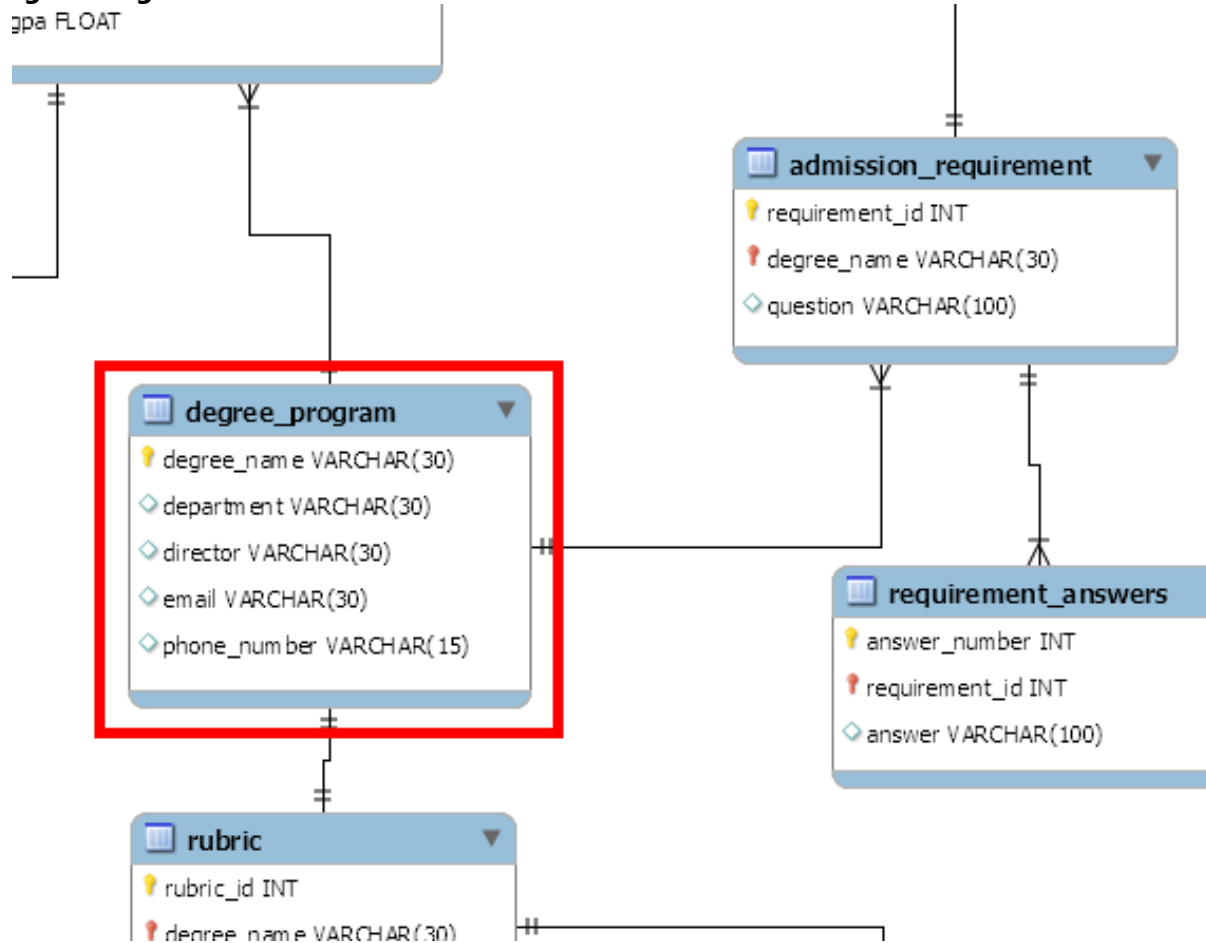 gpa FLOAT
admission_requirement
requirement_id INT
degree_name VARCHAR(30)
question VARCHAR(100)
degree_program
degree_name VARCHAR(30)
department VARCHAR(30)
director VARCHAR(30)
email VARCHAR(30)
phone_number VARCHAR(15)
requirement_answers
answer_number INT
requirement_id INT
answer VARCHAR(100)
rubric
rubric_id INT
degree_name VARCHAR(30)